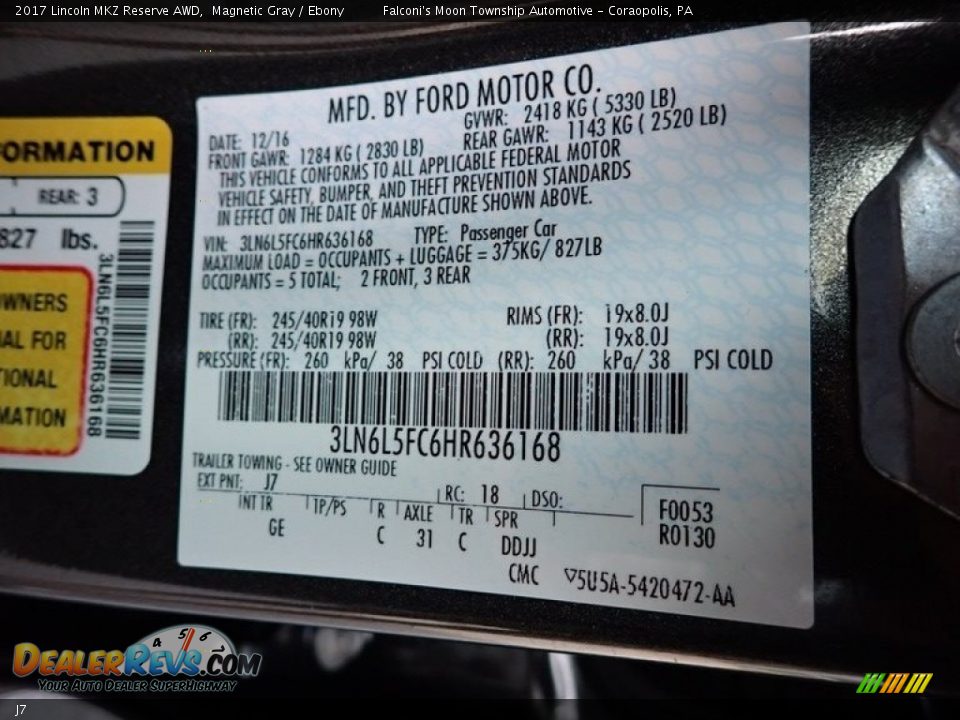 2017 Lincoln MKZ Reserve AWD, Magnetic Gray / Ebony Falconi's Moon Township Automotive - Coraopolis, PA
MFD. BY FORD MOTOR CO.
DATE: 12/16 GVWR: 2418 KG ( 5330 LB)
FRONT GAWR: 1284 KG ( 2830 LB) REAR GAWR: 1143 KG ( 2520 LB)
THIS VEHICLE CONFORMS TO ALL APPLICABLE FEDERAL MOTOR
VEHICLE SAFETY, BUMPER, AND THEFT PREVENTION STANDARDS
IN EFFECT ON THE DATE OF MANUFACTURE SHOWN ABOVE.
VIN: 3LN6L5FC6HR636168 TYPE: Passenger Car
MAXIMUM LOAD = OCCUPANTS + LUGGAGE = 375KG/ 827LB
OCCUPANTS = 5 TOTAL; 2 FRONT, 3 REAR
TIRE (FR): 245/40R19 98W RIMS (FR): 19x8.0J
(RR): 245/40R19 98W (RR): 19x8.0J
PRESSURE (FR): 260 kPa/ 38 PSI COLD (RR): 260 kPa/ 38 PSI COLD
3LN6L5FC6HR636168
TRAILER TOWING - SEE OWNER GUIDE
EXT PNT: J7 RC: 18 DSO:
INT TR TP/PS R AXLE TR SPR
GE C 31 C DDJJ
CMC
F0053
R0130
▽5U5A-5420472-AA
ORMATION
REAR: 3
827 lbs.
OWNERS
IAL FOR
TIONAL
MATION
3LN6L5FC6HR636168
4 5 6
DEALERREVS.COM
YOUR AUTO DEALER SUPERHIGHWAY
J7